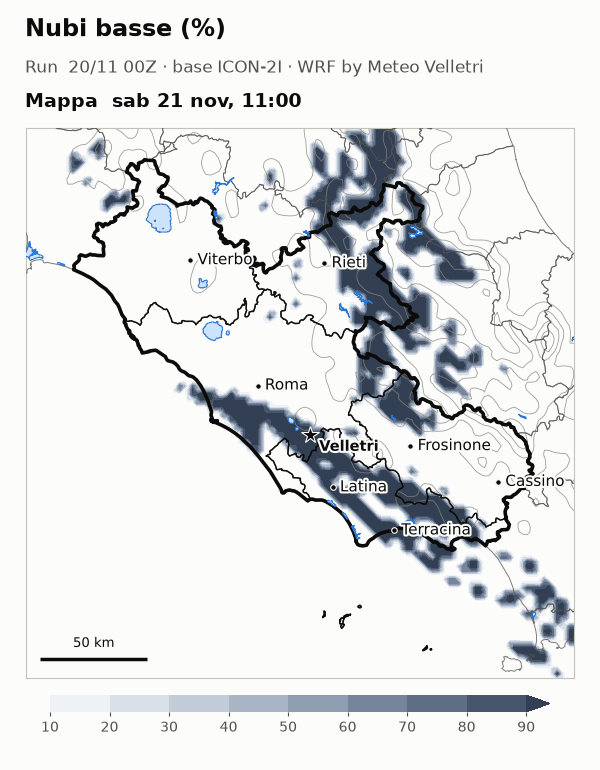 Nubi basse (%)
Run  20/11 00Z · base ICON-2I · WRF by Meteo Velletri
Mappa  sab 21 nov, 11:00
Viterbo
Rieti
Roma
Velletri
Frosinone
Latina
Cassino
Terracina
50 km
10 20 30 40 50 60 70 80 90